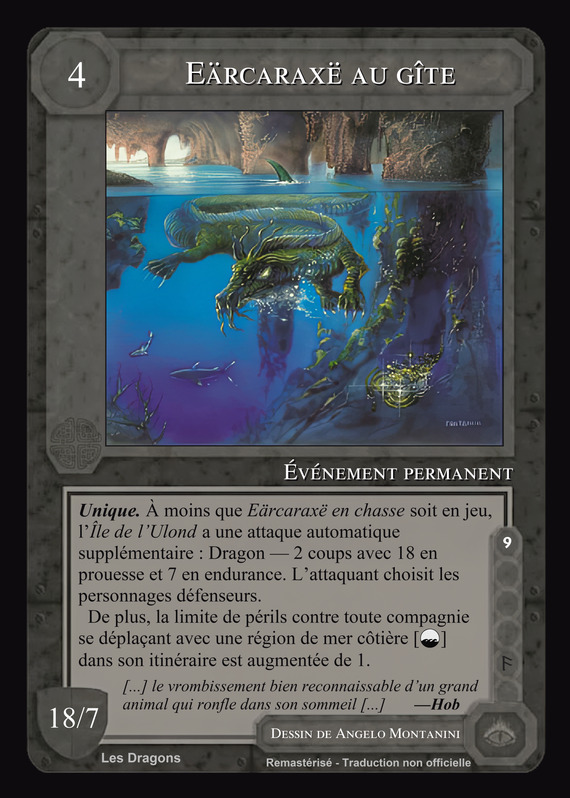 4
Eärcaraxë au gîte
MONTANINI
Événement permanent
Unique. À moins que Eärcaraxë en chasse soit en jeu,
l'Île de l'Ulond a une attaque automatique
supplémentaire : Dragon — 2 coups avec 18 en
prouesse et 7 en endurance. L'attaquant choisit les
personnages défenseurs.
De plus, la limite de périls contre toute compagnie
se déplaçant avec une région de mer côtière [ ]
dans son itinéraire est augmentée de 1.
[...] le vrombissement bien reconnaissable d'un grand
animal qui ronfle dans son sommeil [...] —Hob
9
18/7
Dessin de Angelo Montanini
Les Dragons
Remastérisé - Traduction non officielle